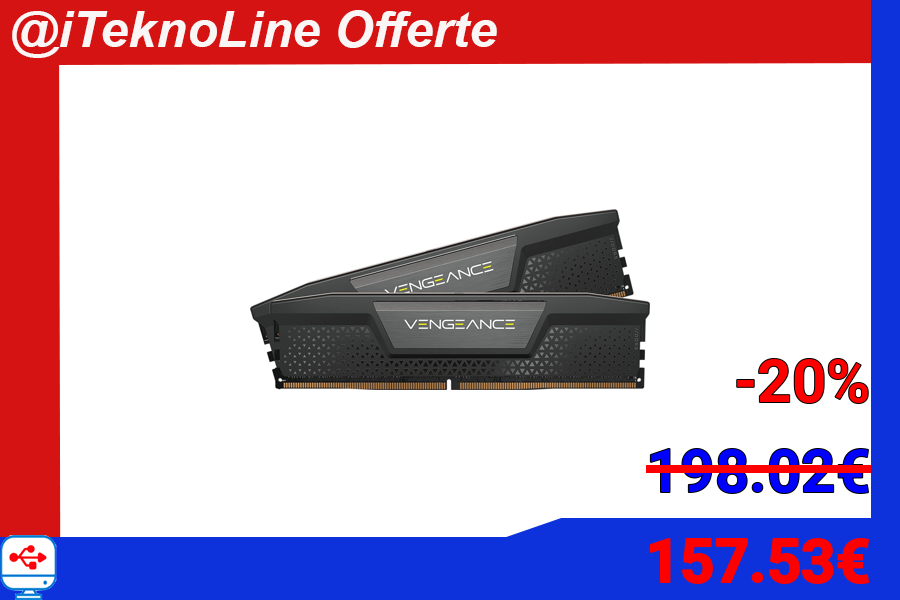 @iTeknoLine Offerte
VENGEANCE
VENGEANCE
-20%
198.02€
157.53€